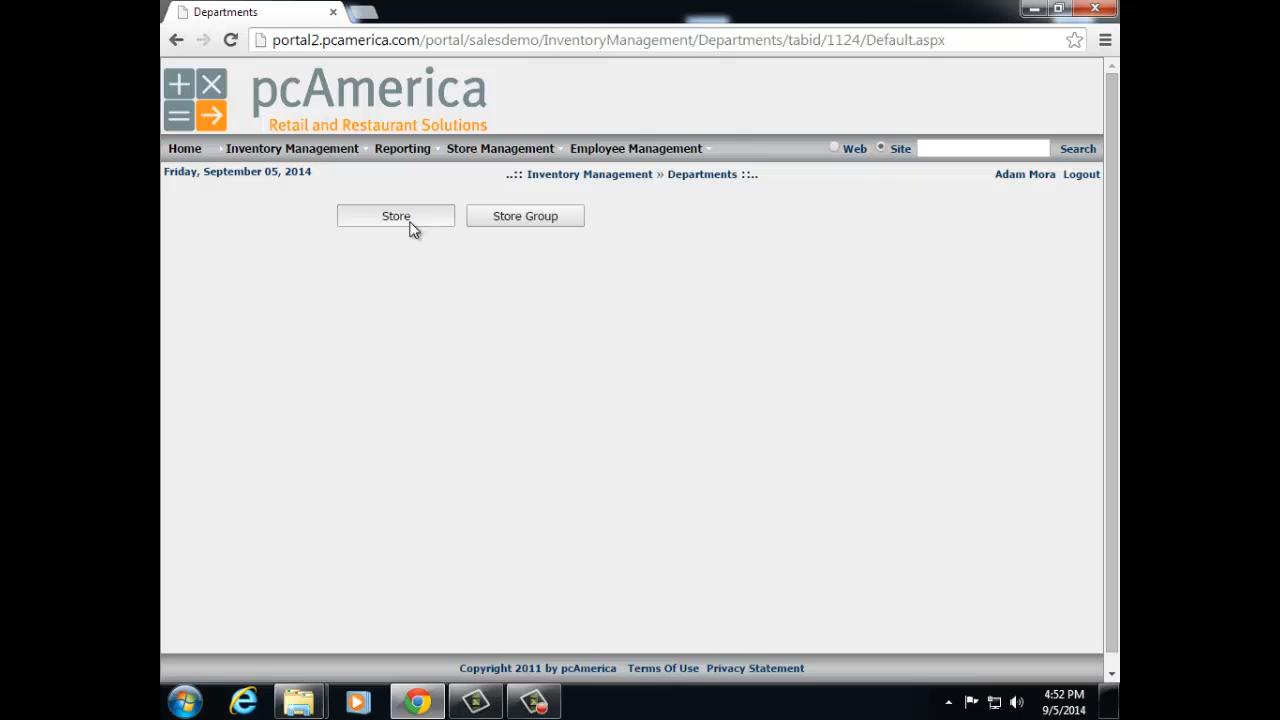 Departments
portal2.pcamerica.com/portal/salesdemo/InventoryManagement/Departments/tabid/1124/Default.aspx
pcAmerica
Retail and Restaurant Solutions
Home Inventory Management Reporting Store Management Employee Management Web Site Search
Friday, September 05, 2014 ..:: Inventory Management » Departments ::.. Adam Mora Logout
Store Store Group
Copyright 2011 by pcAmerica Terms Of Use Privacy Statement
4:52 PM
9/5/2014